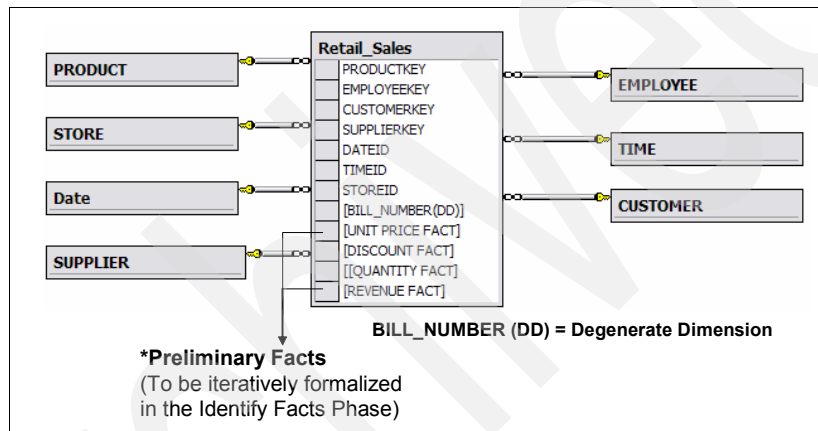 PRODUCT
STORE
Date
SUPPLIER
Retail_Sales
PRODUCTKEY
EMPLOYEEKEY
CUSTOMERKEY
SUPPLIERKEY
DATEID
TIMEID
STOREID
[BILL_NUMBER(DD)]
[UNIT PRICE FACT]
[DISCOUNT FACT]
[[QUANTITY FACT]
[REVENUE FACT]
EMPLOYEE
TIME
CUSTOMER
BILL_NUMBER (DD) = Degenerate Dimension
*Preliminary Facts
(To be iteratively formalized
in the Identify Facts Phase)